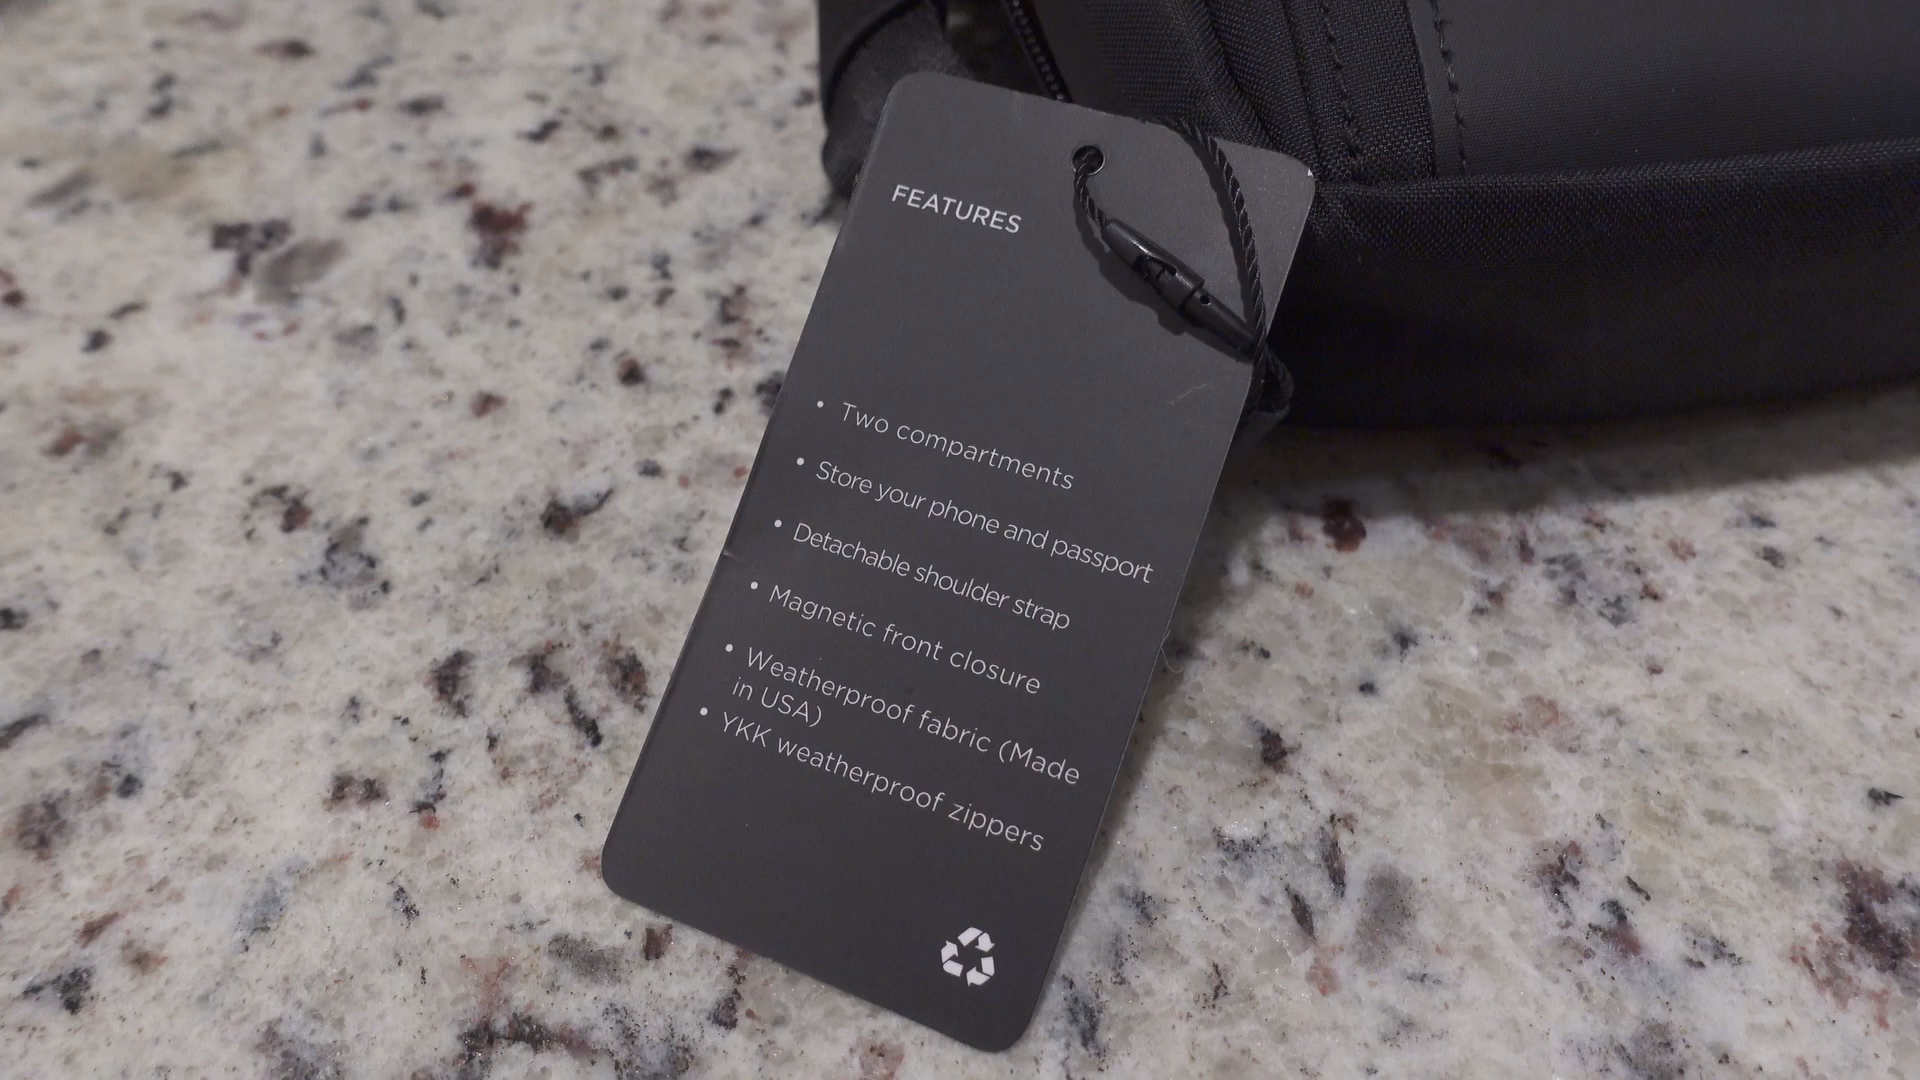 FEATURES
• Two compartments
• Store your phone and passport
• Detachable shoulder strap
• Magnetic front closure
• Weatherproof fabric (Made
in USA)
• YKK weatherproof zippers